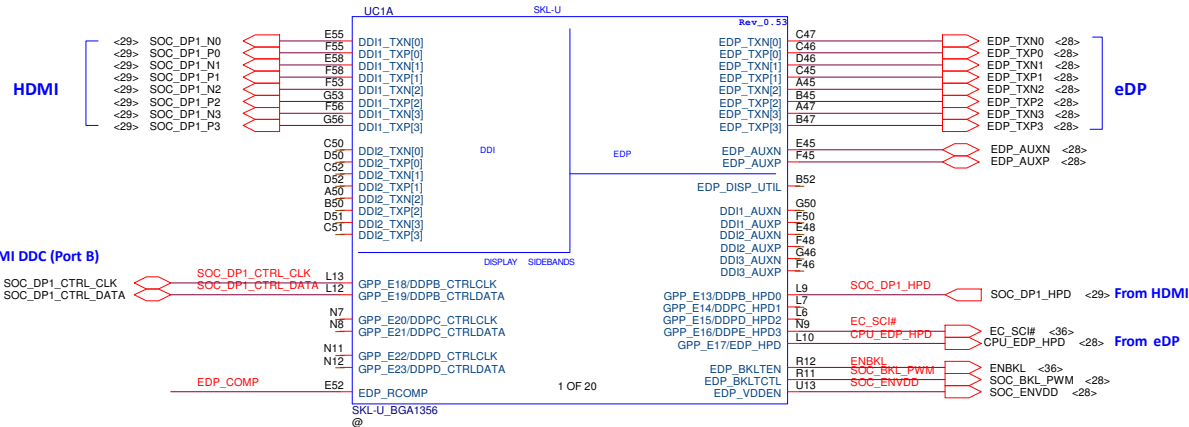 UC1A
SKL-U
Rev_0.53
HDMI
<29> SOC_DP1_N0 E55 DDI1_TXN[0]
<29> SOC_DP1_P0 F55 DDI1_TXP[0]
<29> SOC_DP1_N1 E58 DDI1_TXN[1]
<29> SOC_DP1_P1 F58 DDI1_TXP[1]
<29> SOC_DP1_N2 F53 DDI1_TXN[2]
<29> SOC_DP1_P2 G53 DDI1_TXP[2]
<29> SOC_DP1_N3 F56 DDI1_TXN[3]
<29> SOC_DP1_P3 G56 DDI1_TXP[3]
C50 DDI2_TXN[0]
D50 DDI2_TXP[0]
C52 DDI2_TXN[1]
D52 DDI2_TXP[1]
A50 DDI2_TXN[2]
B50 DDI2_TXP[2]
D51 DDI2_TXN[3]
C51 DDI2_TXP[3]
DDI
EDP
EDP_TXN[0] C47 EDP_TXN0 <28>
EDP_TXP[0] C46 EDP_TXP0 <28>
EDP_TXN[1] D46 EDP_TXN1 <28>
EDP_TXP[1] C45 EDP_TXP1 <28>
EDP_TXN[2] A45 EDP_TXN2 <28>
EDP_TXP[2] B45 EDP_TXP2 <28>
EDP_TXN[3] A47 EDP_TXN3 <28>
EDP_TXP[3] B47 EDP_TXP3 <28>
eDP
EDP_AUXN E45 EDP_AUXN <28>
EDP_AUXP F45 EDP_AUXP <28>
EDP_DISP_UTIL B52
DDI1_AUXN G50
DDI1_AUXP F50
DDI2_AUXN E48
DDI2_AUXP F48
DDI3_AUXN G46
DDI3_AUXP F46
MI DDC (Port B)
DISPLAY SIDEBANDS
SOC_DP1_CTRL_CLK SOC_DP1_CTRL_CLK L13 GPP_E18/DDPB_CTRLCLK
SOC_DP1_CTRL_DATA SOC_DP1_CTRL_DATA L12 GPP_E19/DDPB_CTRLDATA
N7 GPP_E20/DDPC_CTRLCLK
N8 GPP_E21/DDPC_CTRLDATA
N11 GPP_E22/DDPD_CTRLCLK
N12 GPP_E23/DDPD_CTRLDATA
EDP_COMP E52 EDP_RCOMP
GPP_E13/DDPB_HPD0 L9 SOC_DP1_HPD SOC_DP1_HPD <29> From HDMI
GPP_E14/DDPC_HPD1 L7
GPP_E15/DDPD_HPD2 L6
GPP_E16/DDPE_HPD3 N9 EC_SCI# EC_SCI# <36>
GPP_E17/EDP_HPD L10 CPU_EDP_HPD CPU_EDP_HPD <28> From eDP
EDP_BKLTEN R12 ENBKL ENBKL <36>
EDP_BKLTCTL R11 SOC_BKL_PWM SOC_BKL_PWM <28>
EDP_VDDEN U13 SOC_ENVDD SOC_ENVDD <28>
1 OF 20
SKL-U_BGA1356
@